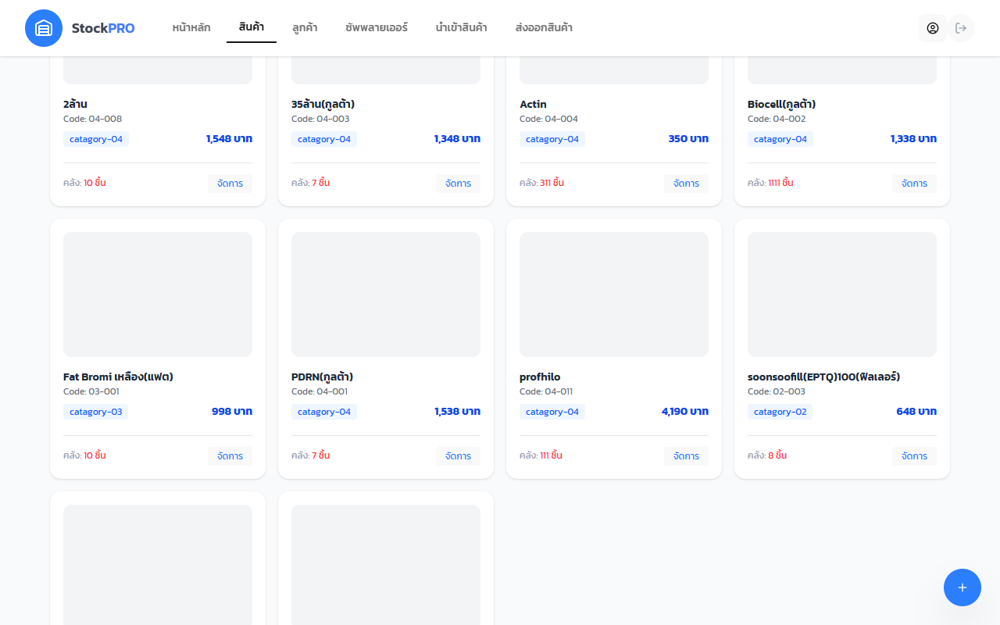 StockPRO
หน้าหลัก
สินค้า
ลูกค้า
ซัพพลายเออร์
นำเข้าสินค้า
ส่งออกสินค้า
2ล้าน
Code: 04-008
catagory-04
1,548 บาท
คลัง: 10 ชิ้น
จัดการ
35ล้าน(กูลต้า)
Code: 04-003
catagory-04
1,348 บาท
คลัง: 7 ชิ้น
จัดการ
Actin
Code: 04-004
catagory-04
350 บาท
คลัง: 311 ชิ้น
จัดการ
Biocell(กูลต้า)
Code: 04-002
catagory-04
1,338 บาท
คลัง: 1111 ชิ้น
จัดการ
Fat Bromi เหลือง(แฟต)
Code: 03-001
catagory-03
998 บาท
คลัง: 10 ชิ้น
จัดการ
PDRN(กูลต้า)
Code: 04-001
catagory-04
1,538 บาท
คลัง: 7 ชิ้น
จัดการ
profhilo
Code: 04-011
catagory-04
4,190 บาท
คลัง: 111 ชิ้น
จัดการ
soonsoofill(EPTQ)100(ฟิลเลอร์)
Code: 02-003
catagory-02
648 บาท
คลัง: 8 ชิ้น
จัดการ